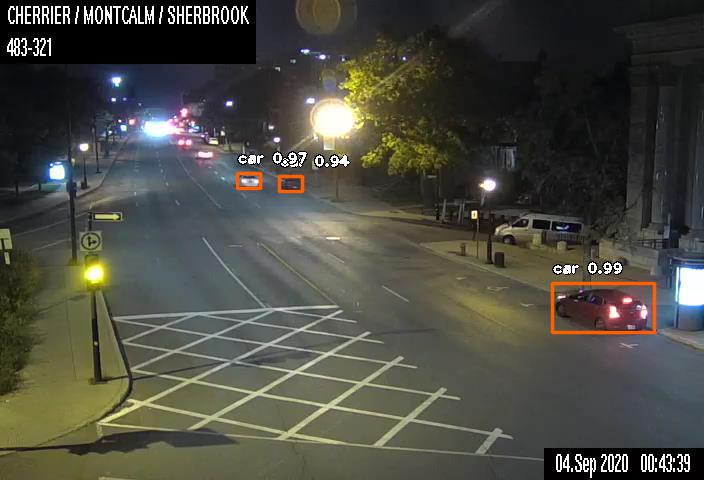 CHERRIER / MONTCALM / SHERBROOK
483-321
car 0.97
0.94
car 0.99
04.Sep 2020 00:43:39